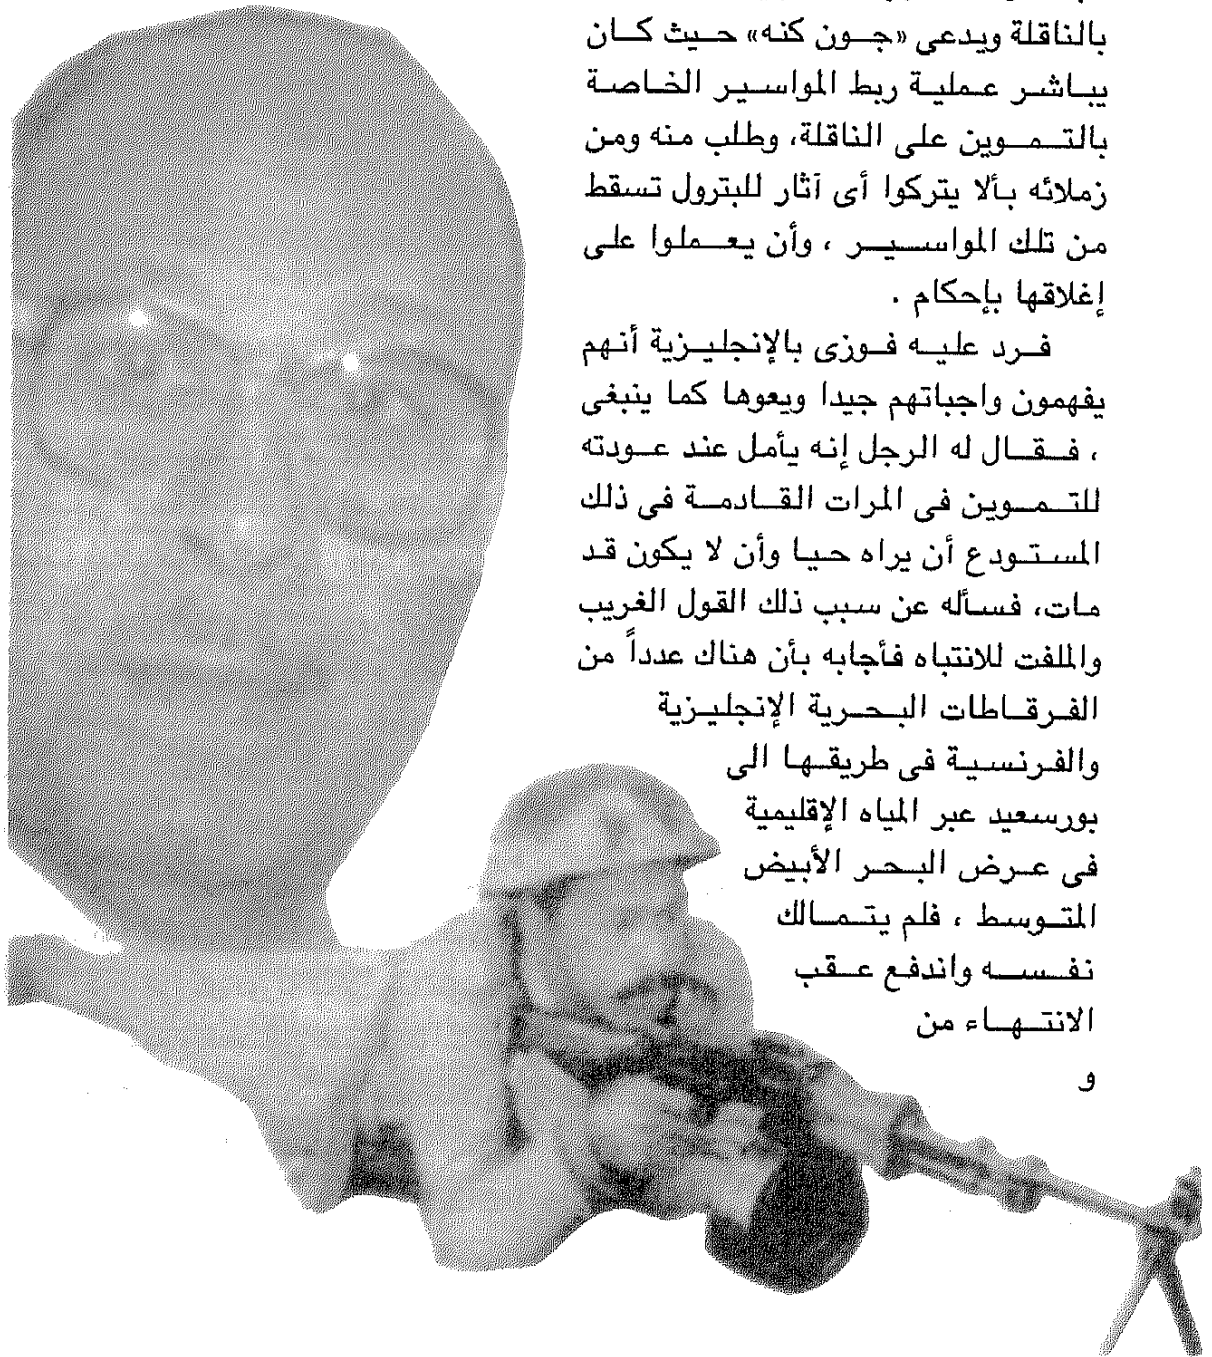 بالناقلة ويدعى «جون كنه» حيث كان
يباشر عملية ربط المواسير الخاصة
بالتموين على الناقلة، وطلب منه ومن
زملائه بألا يتركوا أى آثار للبترول تسقط
من تلك المواسير ، وأن يعملوا على
إغلاقها بإحكام .
فرد عليه فوزى بالإنجليزية أنهم
يفهمون واجباتهم جيدا ويعوها كما ينبغى
، فقال له الرجل إنه يأمل عند عودته
للتموين فى المرات القادمة فى ذلك
المستودع أن يراه حيا وأن لا يكون قد
مات، فسأله عن سبب ذلك القول الغريب
والملفت للانتباه فأجابه بأن هناك عدداً من
الفرقاطات البحرية الإنجليزية
والفرنسية فى طريقها الى
بورسعيد عبر المياه الإقليمية
فى عرض البحر الأبيض
المتوسط ، فلم يتمالك
نفسه واندفع عقب
الانتهاء من
و